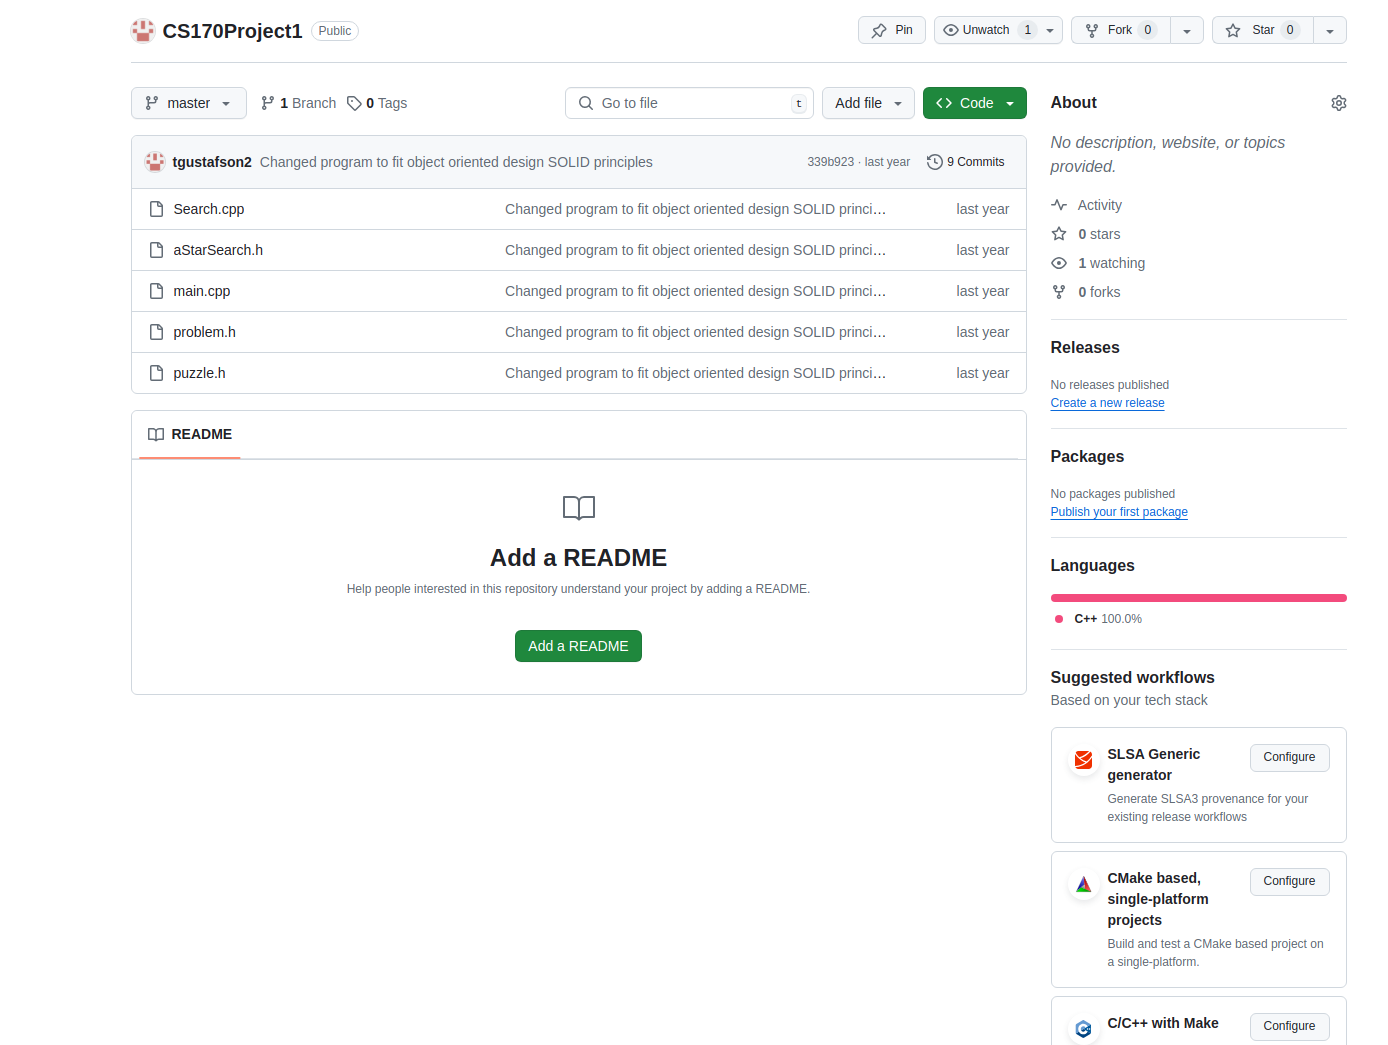 CS170Project1 Public
Pin
Unwatch 1
Fork 0
Star 0
master
1 Branch
0 Tags
Go to file
t
Add file
Code
tgustafson2 Changed program to fit object oriented design SOLID principles 339b923 · last year 9 Commits
Search.cpp Changed program to fit object oriented design SOLID princi... last year
aStarSearch.h Changed program to fit object oriented design SOLID princi... last year
main.cpp Changed program to fit object oriented design SOLID princi... last year
problem.h Changed program to fit object oriented design SOLID princi... last year
puzzle.h Changed program to fit object oriented design SOLID princi... last year
README
Add a README
Help people interested in this repository understand your project by adding a README.
Add a README
About
No description, website, or topics
provided.
Activity
0 stars
1 watching
0 forks
Releases
No releases published
Create a new release
Packages
No packages published
Publish your first package
Languages
C++ 100.0%
Suggested workflows
Based on your tech stack
SLSA Generic
generator
Configure
Generate SLSA3 provenance for your
existing release workflows
CMake based,
single-platform
projects
Configure
Build and test a CMake based project on
a single-platform.
C/C++ with Make
Configure